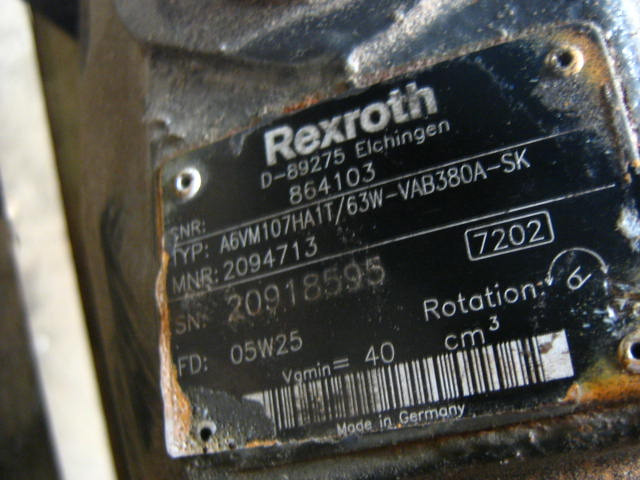 Rexroth
D-89275 Elchingen
SNR: 864103
TYP: A6VM107HA1T/63W-VAB380A-SK
MNR: 2094713 7202
SN: 20918595
Rotation:
FD: 05W25
Vgmin= 40 cm³
Made in Germany